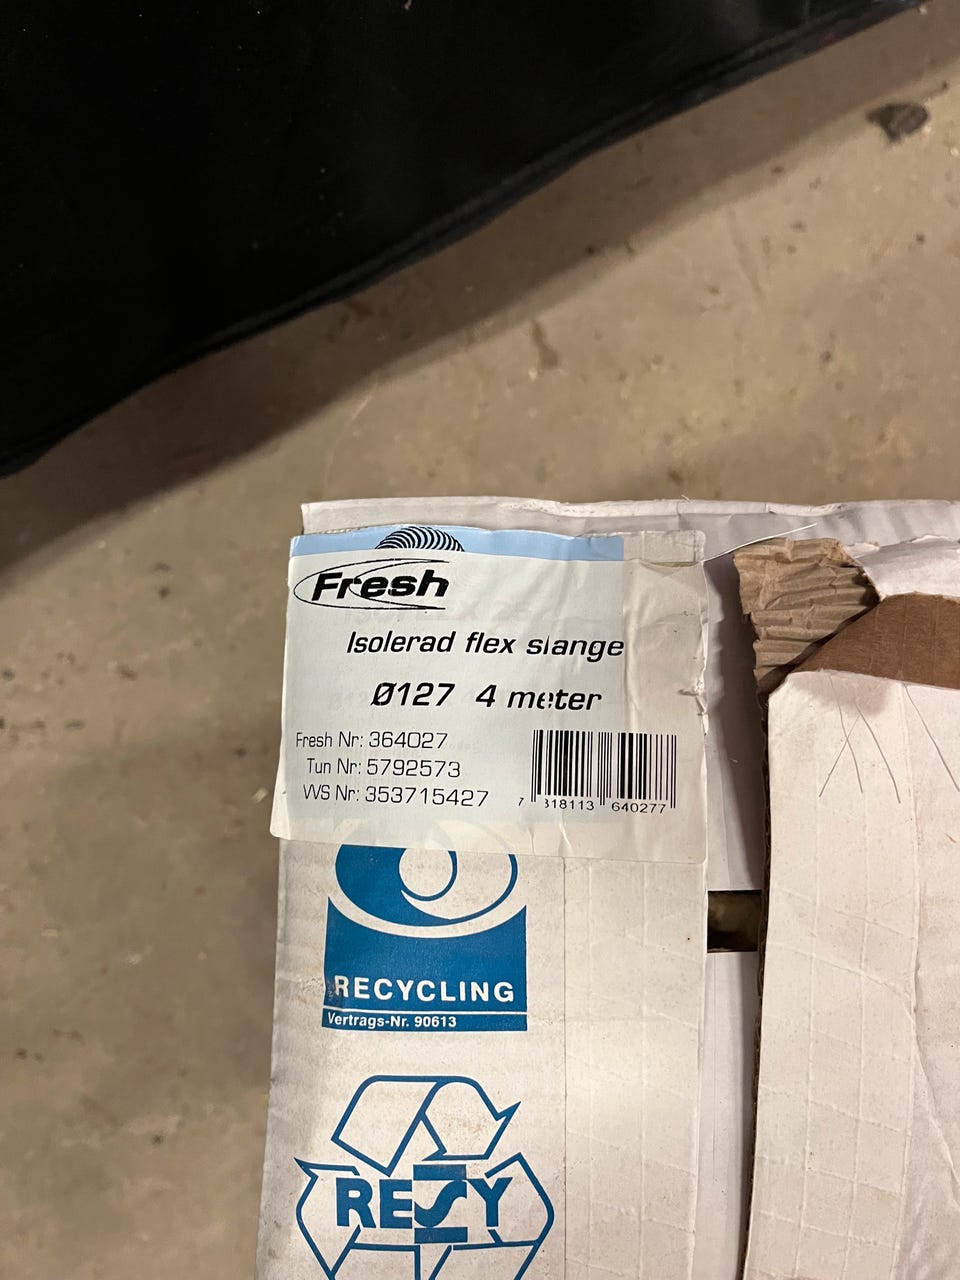 Fresh
Isolerad flex slange
Ø127 4 meter
Fresh Nr: 364027
Tun Nr: 5792573
VVS Nr: 353715427
7 318113 640277
RECYCLING
Vertrags-Nr. 90613
RESY